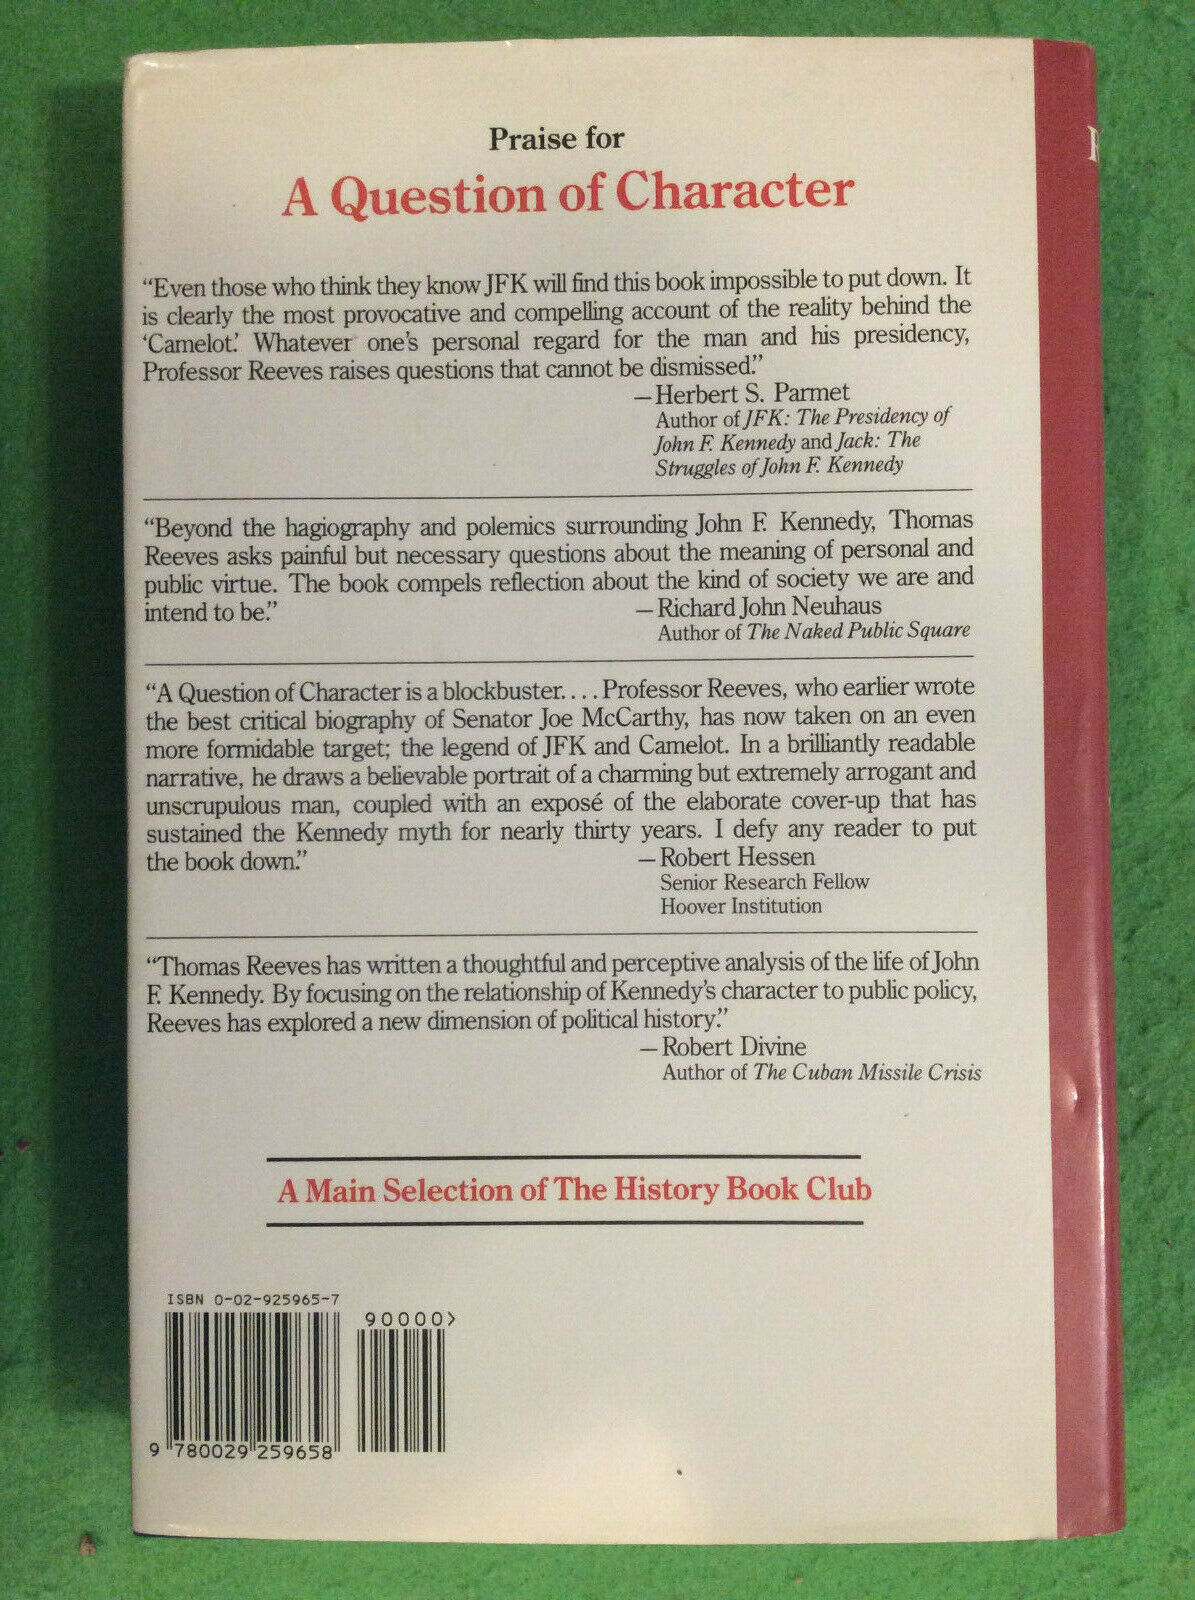 Praise for
A Question of Character
“Even those who think they know JFK will find this book impossible to put down. It
is clearly the most provocative and compelling account of the reality behind the
‘Camelot.’ Whatever one’s personal regard for the man and his presidency,
Professor Reeves raises questions that cannot be dismissed.”
—Herbert S. Parmet
Author of JFK: The Presidency of
John F. Kennedy and Jack: The
Struggles of John F. Kennedy
“Beyond the hagiography and polemics surrounding John F. Kennedy, Thomas
Reeves asks painful but necessary questions about the meaning of personal and
public virtue. The book compels reflection about the kind of society we are and
intend to be.” —Richard John Neuhaus
Author of The Naked Public Square
“A Question of Character is a blockbuster.... Professor Reeves, who earlier wrote
the best critical biography of Senator Joe McCarthy, has now taken on an even
more formidable target; the legend of JFK and Camelot. In a brilliantly readable
narrative, he draws a believable portrait of a charming but extremely arrogant and
unscrupulous man, coupled with an exposé of the elaborate cover-up that has
sustained the Kennedy myth for nearly thirty years. I defy any reader to put
the book down.” —Robert Hessen
Senior Research Fellow
Hoover Institution
“Thomas Reeves has written a thoughtful and perceptive analysis of the life of John
F. Kennedy. By focusing on the relationship of Kennedy’s character to public policy,
Reeves has explored a new dimension of political history.”
—Robert Divine
Author of The Cuban Missile Crisis
A Main Selection of The History Book Club
ISBN 0-02-925965-7
90000>
9 780029 259658